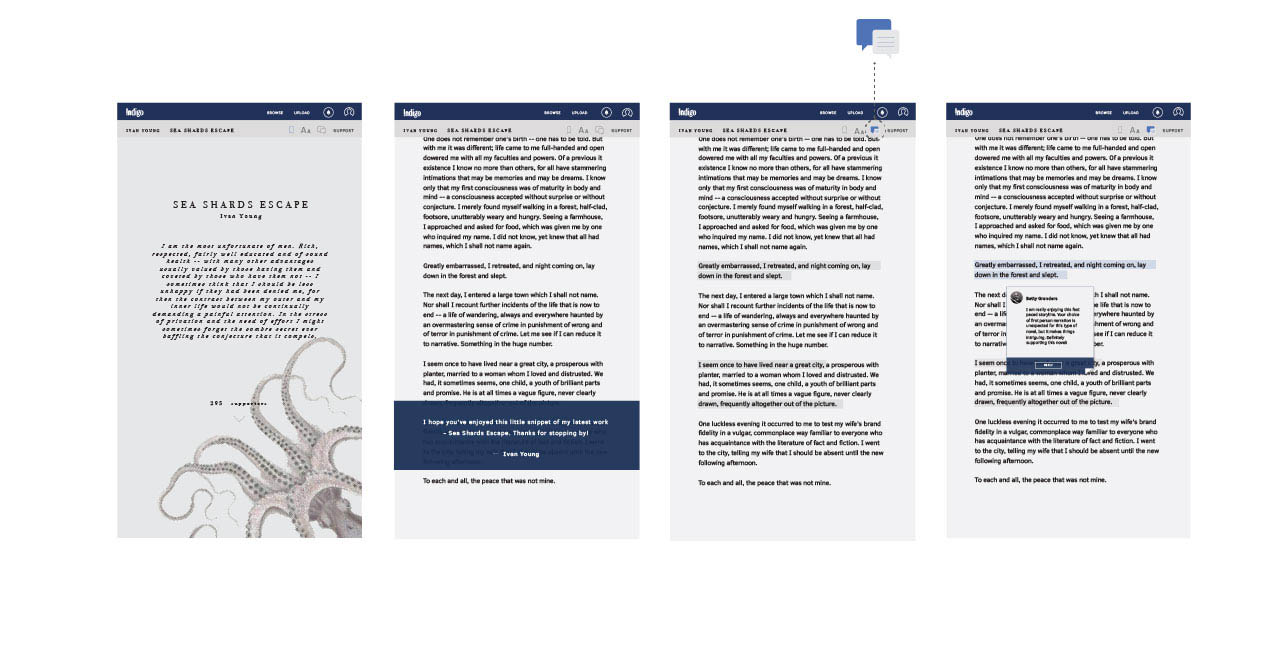 Indigo
BROWSE UPLOAD
IVAN YOUNG SEA SHARDS ESCAPE SUPPORT
SEA SHARDS ESCAPE
Ivan Young
I am the most unfortunate of men. Rich,
respected, fairly well educated and of sound
health -- with many other advantages
usually valued by those having them and
coveted by those who have them not -- I
sometimes think that I should be less
unhappy if they had been denied me, for
then the contrast between my outer and my
inner life would not be continually
demanding a painful attention. In the stress
of privation and the need of effort I might
sometimes forget the sombre secret ever
baffling the conjecture that it compels.
295 supporters
Indigo
BROWSE UPLOAD
IVAN YOUNG SEA SHARDS ESCAPE AA SUPPORT
One does not remember one's birth -- one has to be told. But
with me it was different; life came to me full-handed and open
dowered me with all my faculties and powers. Of a previous it
existence I know no more than others, for all have stammering
intimations that may be memories and may be dreams. I know
only that my first consciousness was of maturity in body and
mind -- a consciousness accepted without surprise or without
conjecture. I merely found myself walking in a forest, half-clad,
footsore, unutterably weary and hungry. Seeing a farmhouse,
I approached and asked for food, which was given me by one
who inquired my name. I did not know, yet knew that all had
names, which I shall not name again.
Greatly embarrassed, I retreated, and night coming on, lay
down in the forest and slept.
The next day, I entered a large town which I shall not name.
Nor shall I recount further incidents of the life that is now to
end -- a life of wandering, always and everywhere haunted by
an overmastering sense of crime in punishment of wrong and
of terror in punishment of crime. Let me see if I can reduce it
to narrative. Something in the huge number.
I seem once to have lived near a great city, a prosperous with
planter, married to a woman whom I loved and distrusted. We
had, it sometimes seems, one child, a youth of brilliant parts
and promise. He is at all times a vague figure, never clearly
I hope you've enjoyed this little snippet of my latest work
- Sea Shards Escape. Thanks for stopping by!
- Ivan Young
To each and all, the peace that was not mine.
Indigo
BROWSE UPLOAD
IVAN YOUNG SEA SHARDS ESCAPE AA SUPPORT
One does not remember one's birth -- one has to be told. But
with me it was different; life came to me full-handed and open
dowered me with all my faculties and powers. Of a previous it
existence I know no more than others, for all have stammering
intimations that may be memories and may be dreams. I know
only that my first consciousness was of maturity in body and
mind -- a consciousness accepted without surprise or without
conjecture. I merely found myself walking in a forest, half-clad,
footsore, unutterably weary and hungry. Seeing a farmhouse,
I approached and asked for food, which was given me by one
who inquired my name. I did not know, yet knew that all had
names, which I shall not name again.
Greatly embarrassed, I retreated, and night coming on, lay
down in the forest and slept.
The next day, I entered a large town which I shall not name.
Nor shall I recount further incidents of the life that is now to
end -- a life of wandering, always and everywhere haunted by
an overmastering sense of crime in punishment of wrong and
of terror in punishment of crime. Let me see if I can reduce it
to narrative. Something in the huge number.
I seem once to have lived near a great city, a prosperous with
planter, married to a woman whom I loved and distrusted. We
had, it sometimes seems, one child, a youth of brilliant parts
and promise. He is at all times a vague figure, never clearly
drawn, frequently altogether out of the picture.
One luckless evening it occurred to me to test my wife's brand
fidelity in a vulgar, commonplace way familiar to everyone who
has acquaintance with the literature of fact and fiction. I went
to the city, telling my wife that I should be absent until the new
following afternoon.
To each and all, the peace that was not mine.
Indigo
BROWSE UPLOAD
IVAN YOUNG SEA SHARDS ESCAPE AA SUPPORT
One does not remember one's birth -- one has to be told. But
with me it was different; life came to me full-handed and open
dowered me with all my faculties and powers. Of a previous it
existence I know no more than others, for all have stammering
intimations that may be memories and may be dreams. I know
only that my first consciousness was of maturity in body and
mind -- a consciousness accepted without surprise or without
conjecture. I merely found myself walking in a forest, half-clad,
footsore, unutterably weary and hungry. Seeing a farmhouse,
I approached and asked for food, which was given me by one
who inquired my name. I did not know, yet knew that all had
names, which I shall not name again.
Greatly embarrassed, I retreated, and night coming on, lay
down in the forest and slept.
The next d I shall not name.
Nor shall I life that is now to
end -- a life everywhere haunted by
an overmas ment of wrong and
of terror in if I can reduce it
to narrativ ber.
Betty Grenders
I am really enjoying this fast
paced storyline. Your choice
of first person narration is
unexpected for this type of
novel, but it makes things
intriguing. Definitely
supporting this novel!
I seem once to have lived near a great city, a prosperous with
planter, married to a woman whom I loved and distrusted. We
had, it sometimes seems, one child, a youth of brilliant parts
and promise. He is at all times a vague figure, never clearly
drawn, frequently altogether out of the picture.
One luckless evening it occurred to me to test my wife's brand
fidelity in a vulgar, commonplace way familiar to everyone who
has acquaintance with the literature of fact and fiction. I went
to the city, telling my wife that I should be absent until the new
following afternoon.
To each and all, the peace that was not mine.